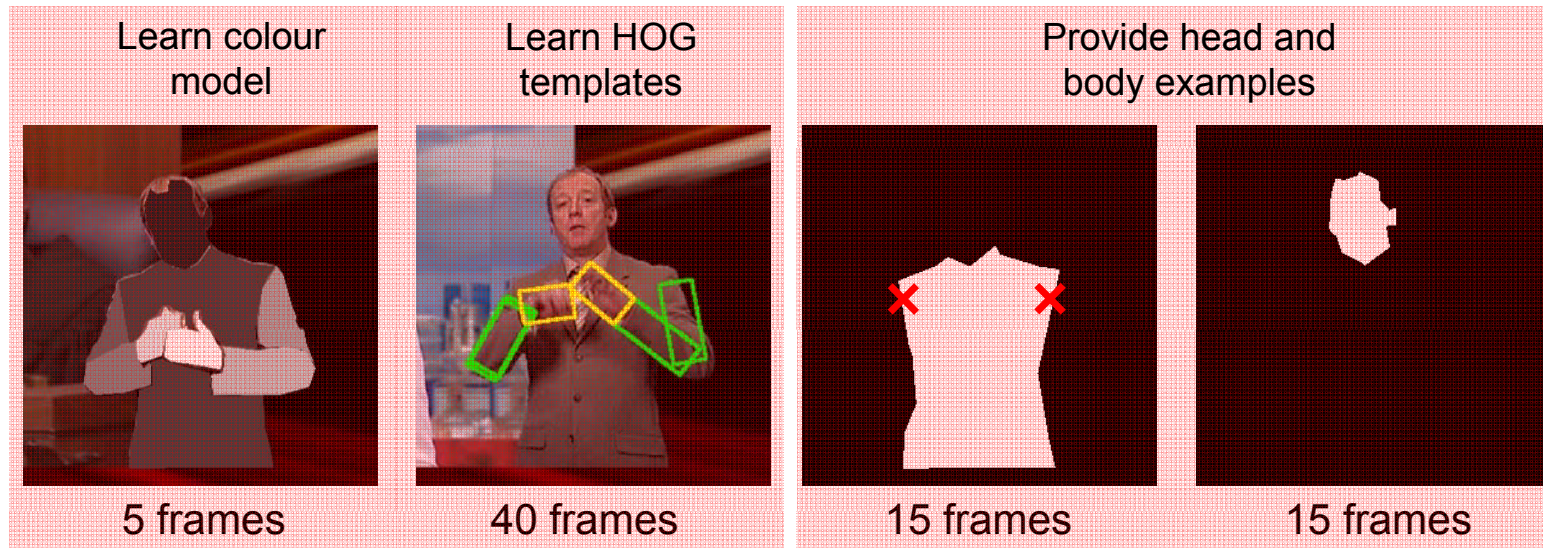 Learn colour
model
Learn HOG
templates
Provide head and
body examples
5 frames
40 frames
15 frames
15 frames